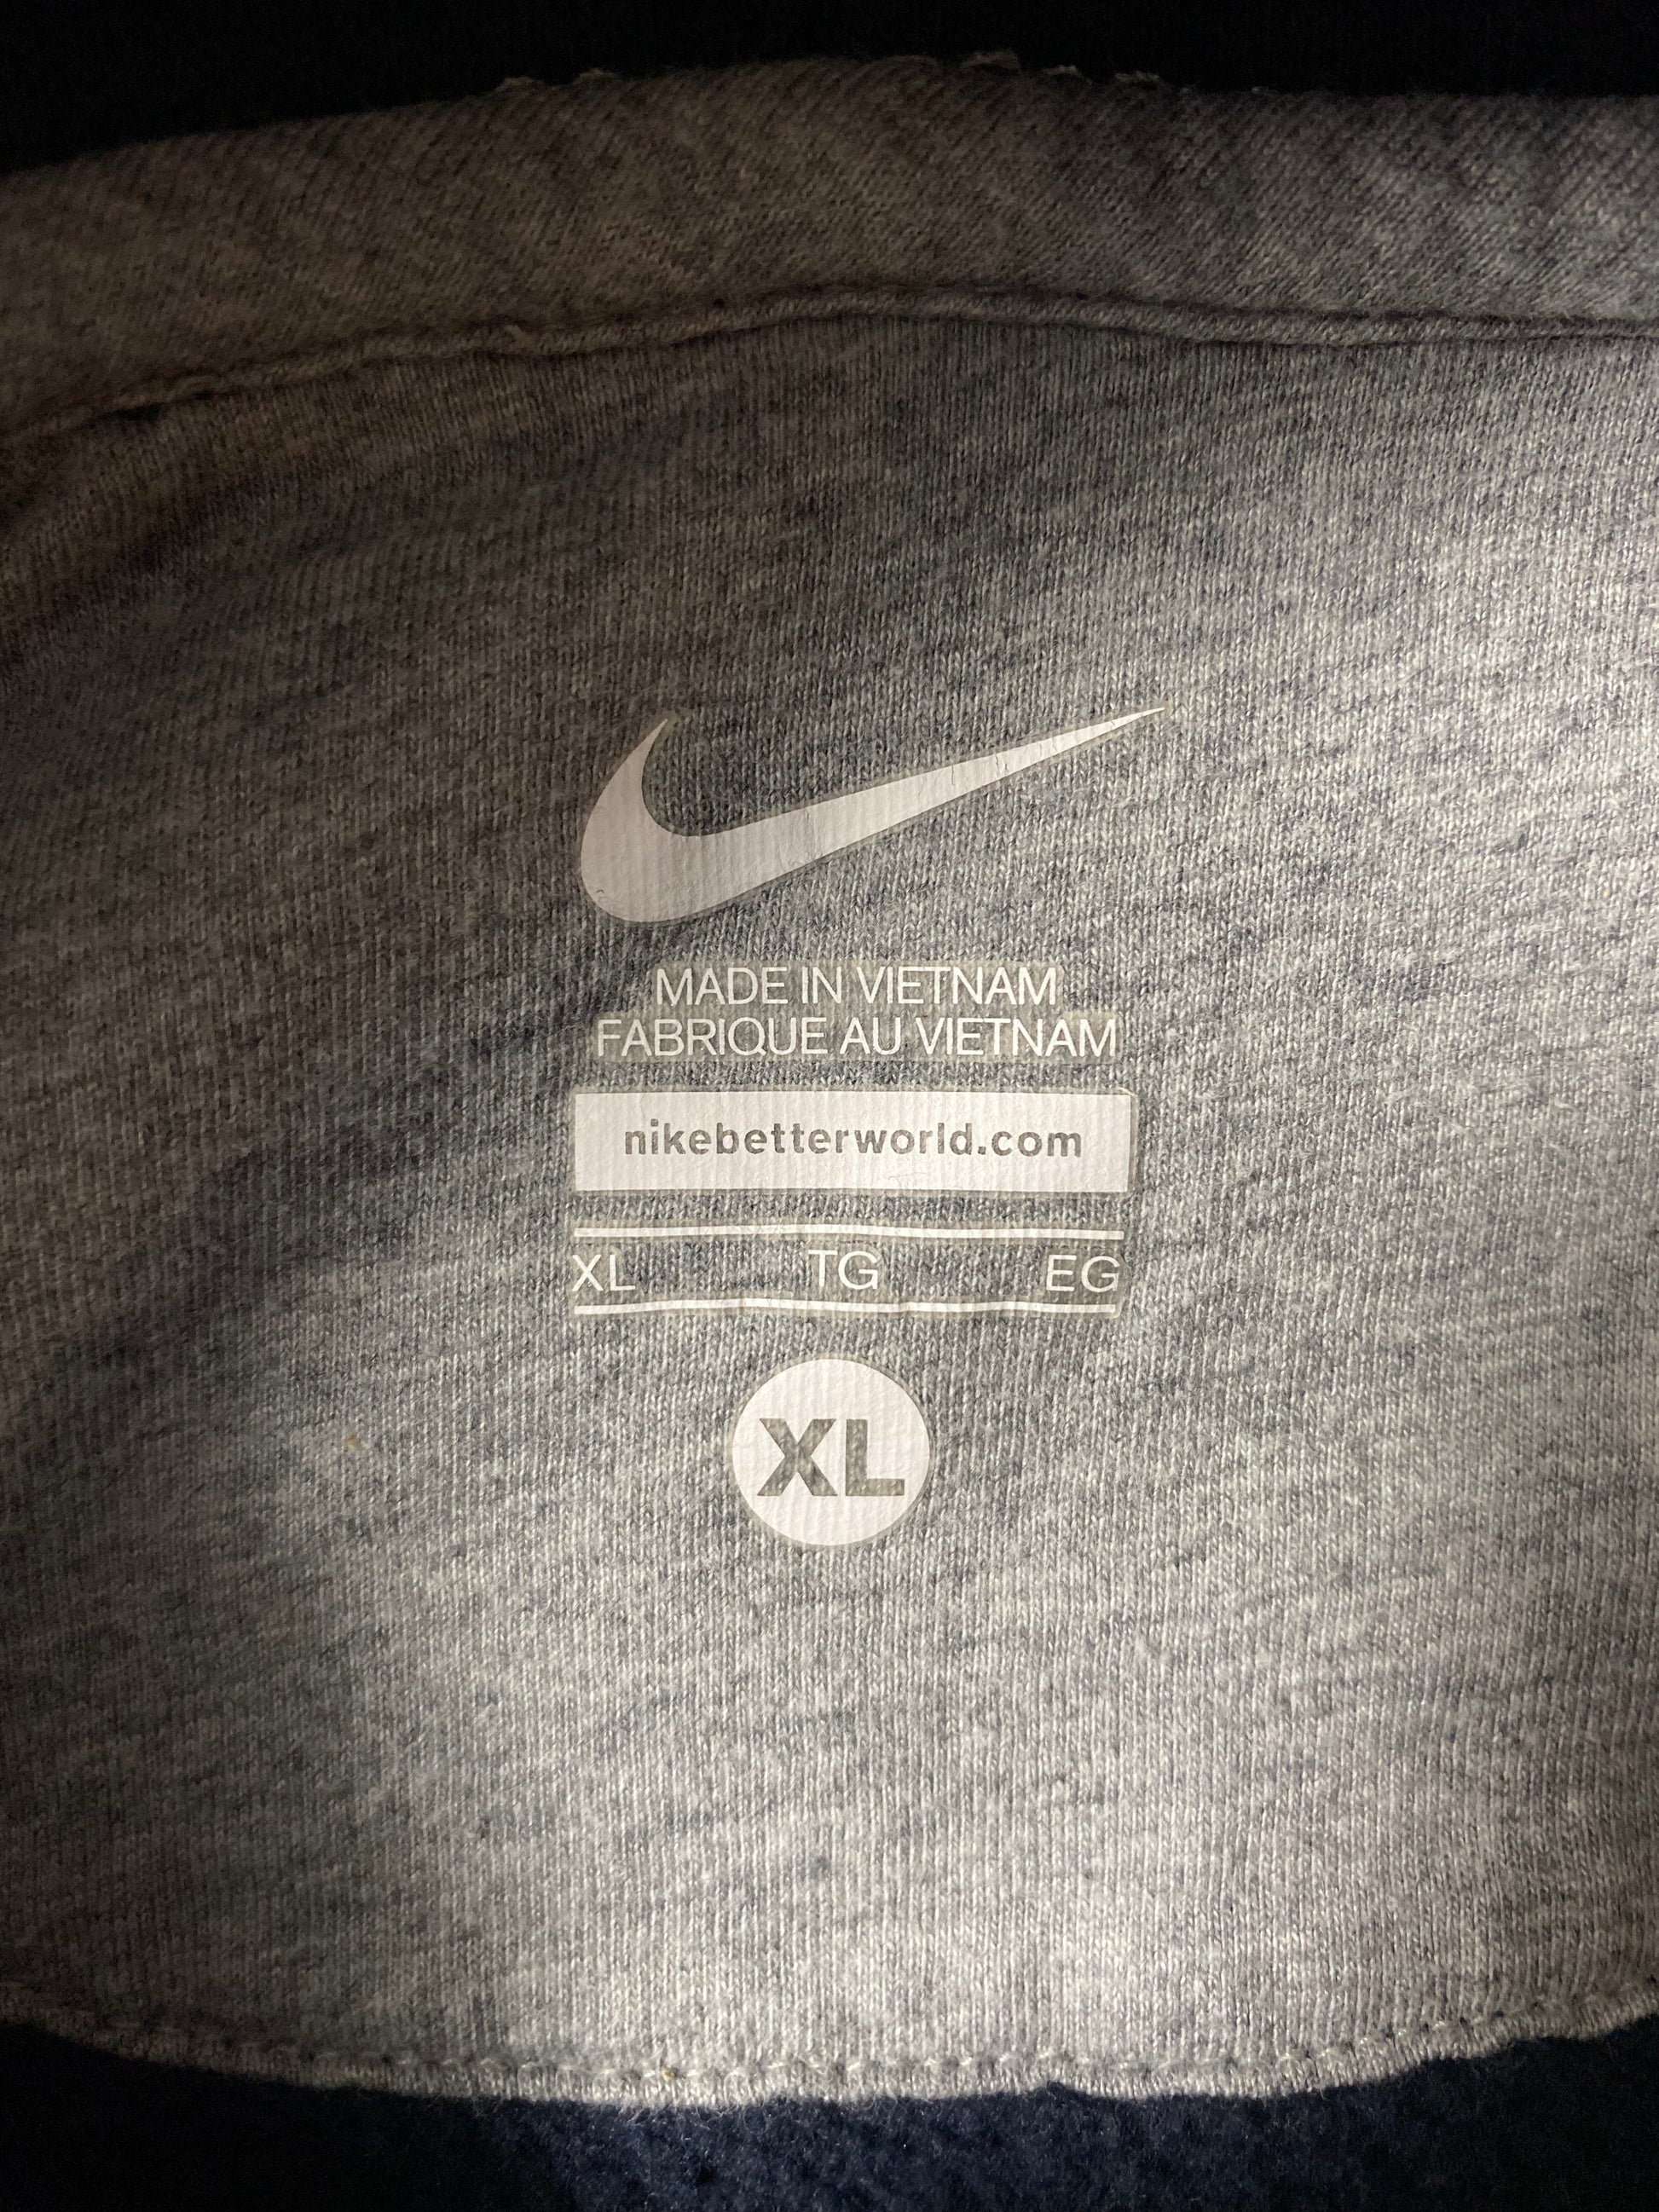 MADE IN VIETNAM
FABRIQUE AU VIETNAM
nikebetterworld.com
XL TG EG
XL